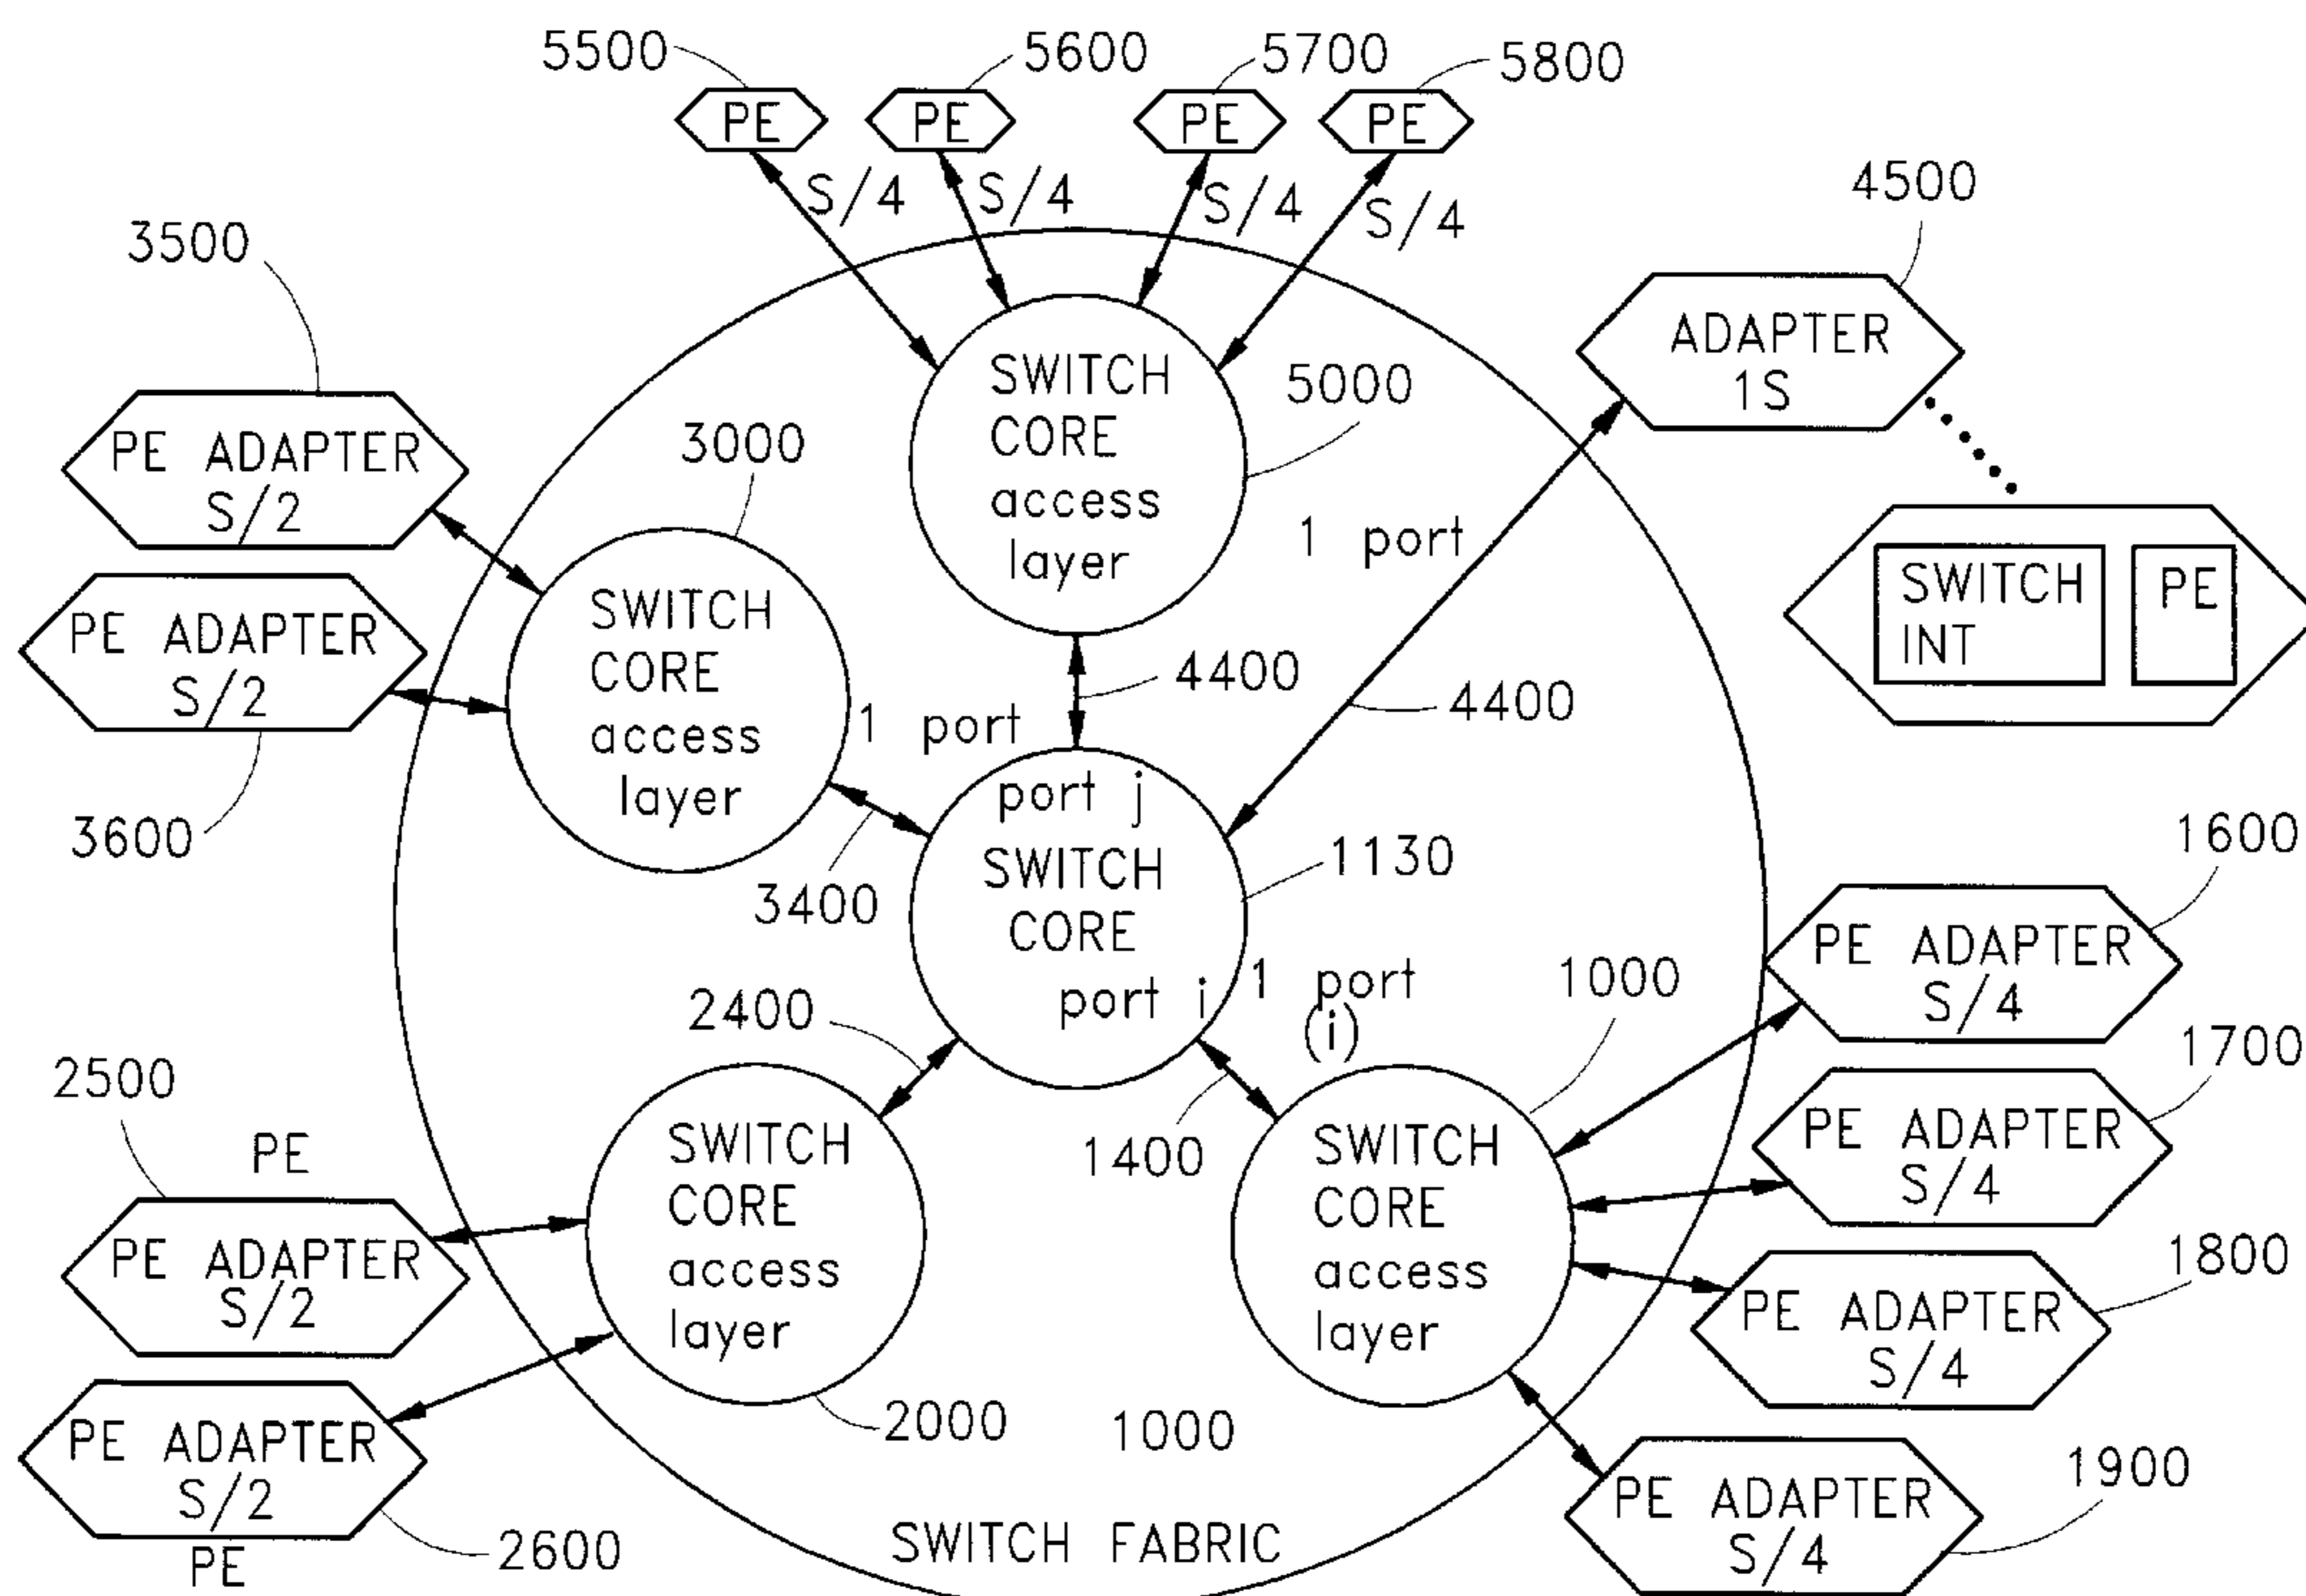 5500
5600
5700
5800
PE
PE
PE
PE
S/4
S/4
S/4
S/4
4500
3500
ADAPTER
1S
SWITCH
CORE
access
layer
5000
PE ADAPTER
S/2
3000
1 port
SWITCH
INT
PE
PE ADAPTER
S/2
SWITCH
CORE
access
layer
4400
4400
1 port
3600
3400
port j
SWITCH
CORE
port i
1130
1 port
(i)
1600
PE ADAPTER
S/4
1000
2400
1700
PE ADAPTER
S/4
2500
PE
PE ADAPTER
S/2
SWITCH
CORE
access
layer
1400
SWITCH
CORE
access
layer
1800
PE ADAPTER
S/4
2000
1000
PE ADAPTER
S/2
PE
2600
1900
PE ADAPTER
S/4
SWITCH FABRIC